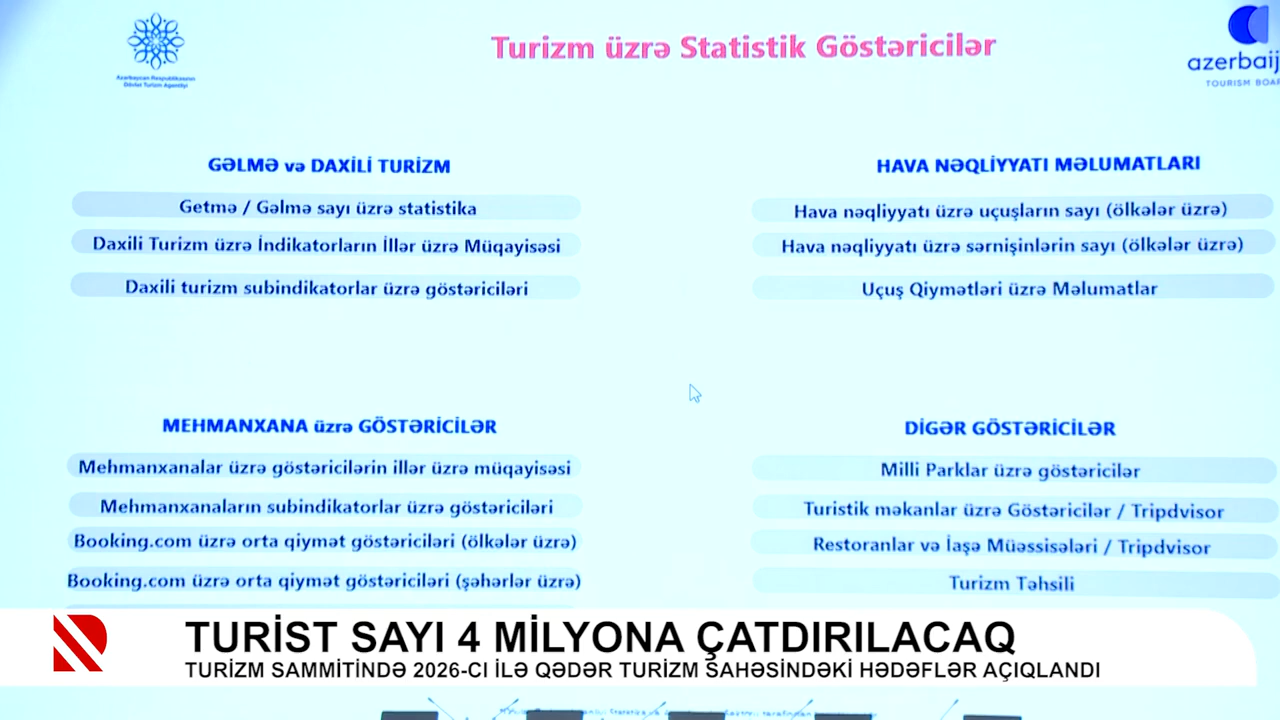 Azərbaycan Respublikasının
Dövlət Turizm Agentliyi
Turizm üzrə Statistik Göstəricilər
azerbaij
TOURISM BOAR
GƏLMƏ və DAXİLİ TURİZM
Getmə / Gəlmə sayı üzrə statistika
Daxili Turizm üzrə İndikatorların İllər üzrə Müqayisəsi
Daxili turizm subindikatorlar üzrə göstəriciləri
HAVA NƏQLİYYATI MƏLUMATLARI
Hava nəqliyyatı üzrə uçuşların sayı (ölkələr üzrə)
Hava nəqliyyatı üzrə sərnişinlərin sayı (ölkələr üzrə)
Uçuş Qiymətləri üzrə Məlumatlar
MEHMANXANA üzrə GÖSTƏRİCİLƏR
Mehmanxanalar üzrə göstəricilərin illər üzrə müqayisəsi
Mehmanxanaların subindikatorlar üzrə göstəriciləri
Booking.com üzrə orta qiymət göstəriciləri (ölkələr üzrə)
Booking.com üzrə orta qiymət göstəriciləri (şəhərlər üzrə)
DİGƏR GÖSTƏRİCİLƏR
Milli Parklar üzrə göstəricilər
Turistik məkanlar üzrə Göstəricilər / Tripdvisor
Restoranlar və İaşə Müəssisələri / Tripdvisor
Turizm Təhsili
TURİST SAYI 4 MİLYONA ÇATDIRILACAQ
TURİZM SAMMİTİNDƏ 2026-CI İLƏ QƏDƏR TURİZM SAHƏSİNDƏKİ HƏDƏFLƏR AÇIQLANDI